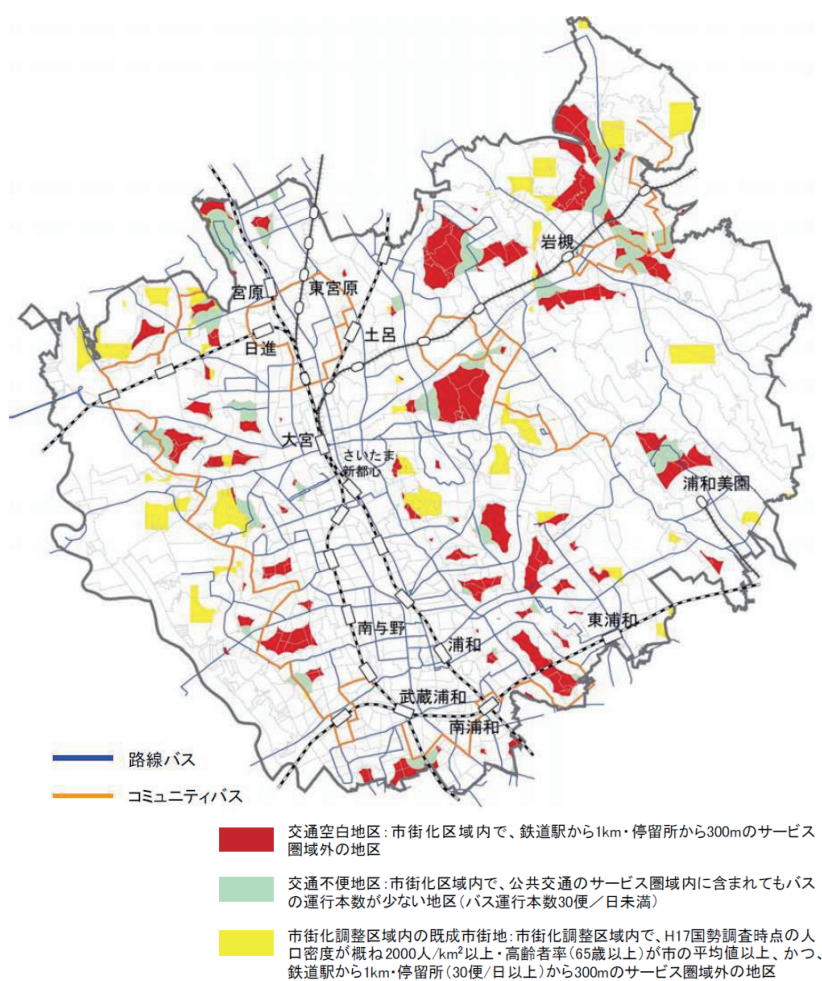 岩槻
宮原
東宮原
土呂
日進
大宮
さいたま
新都心
浦和美園
東浦和
南与野
浦和
武蔵浦和
南浦和
路線バス
コミュニティバス
交通空白地区:市街化区域内で、鉄道駅から1km・停留所から300mのサービス
圏域外の地区
交通不便地区:市街化区域内で、公共交通のサービス圏域内に含まれてもバス
の運行本数が少ない地区(バス運行本数30便/日未満)
市街化調整区域内の既成市街地:市街化調整区域内で、H17国勢調査時点の人
口密度が概ね2000人/km²以上・高齢者率(65歳以上)が市の平均値以上、かつ、
鉄道駅から1km・停留所(30便/日以上)から300mのサービス圏域外の地区